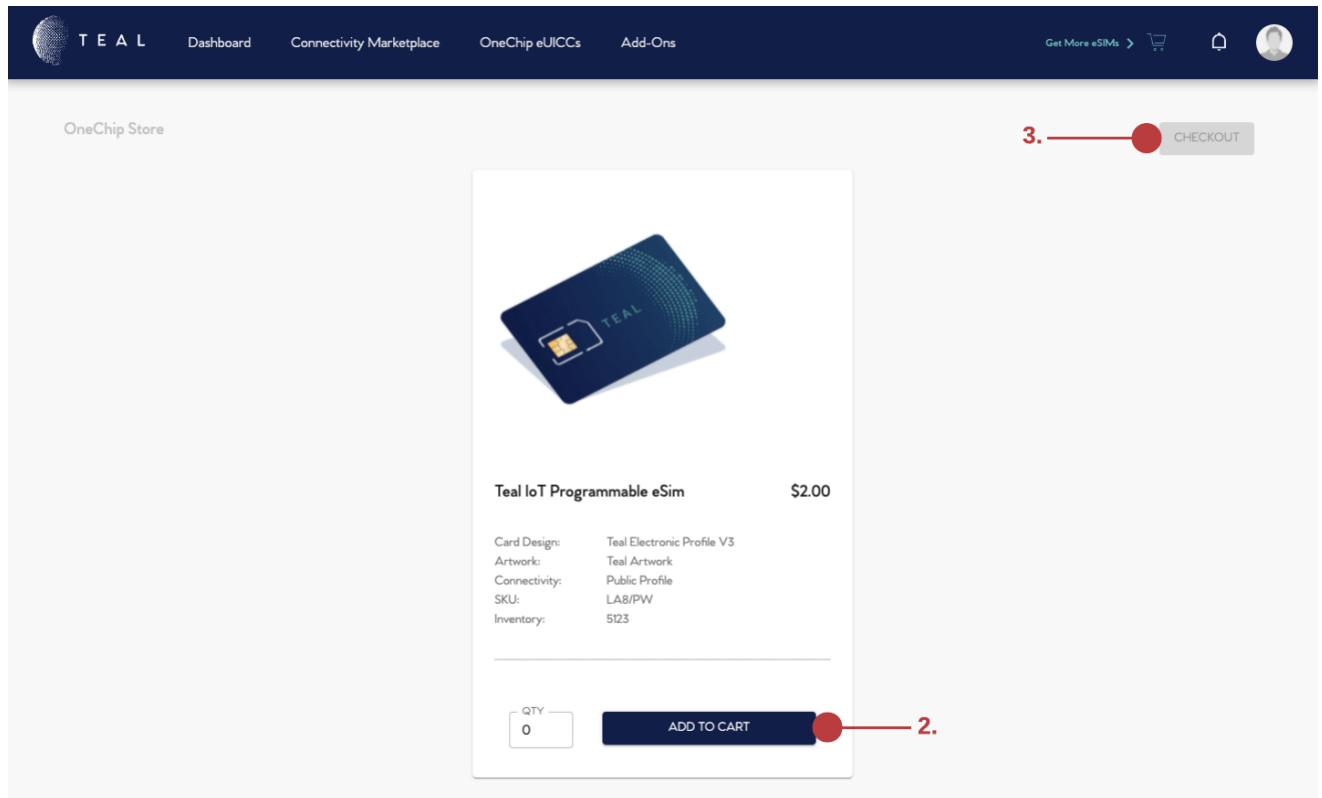 TEAL Dashboard Connectivity Marketplace OneChip eUICCs Add-Ons Get More eSIMs
OneChip Store
3. CHECKOUT
TEAL
Teal IoT Programmable eSim $2.00
Card Design: Teal Electronic Profile V3
Artwork: Teal Artwork
Connectivity: Public Profile
SKU: LA8/PW
Inventory: 5123
QTY
0 ADD TO CART 2.